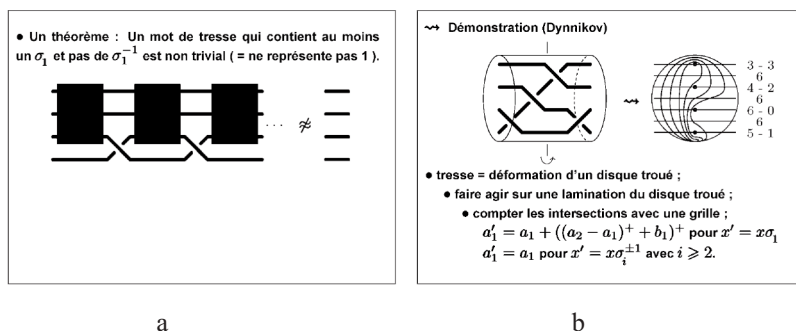 • Un théorème : Un mot de tresse qui contient au moins
un σ₁ et pas de σ₁⁻¹ est non trivial ( = ne représente pas 1 ).
··· ≉
a
⇝ Démonstration (Dynnikov)
⇝
3 - 3
6
4 - 2
6
6 - 0
6
5 - 1
• tresse = déformation d'un disque troué ;
• faire agir sur une lamination du disque troué ;
• compter les intersections avec une grille ;
a′₁ = a₁ + ((a₂ − a₁)⁺ + b₁)⁺ pour x′ = xσ₁
a′₁ = a₁ pour x′ = xσᵢ^±1 avec i ⩾ 2.
b